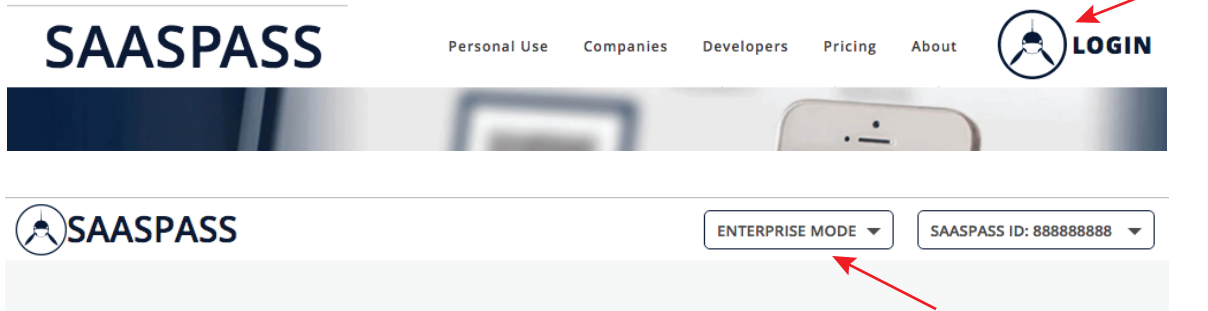 SAASPASS Personal Use Companies Developers Pricing About LOGIN
SAASPASS ENTERPRISE MODE SAASPASS ID: 888888888